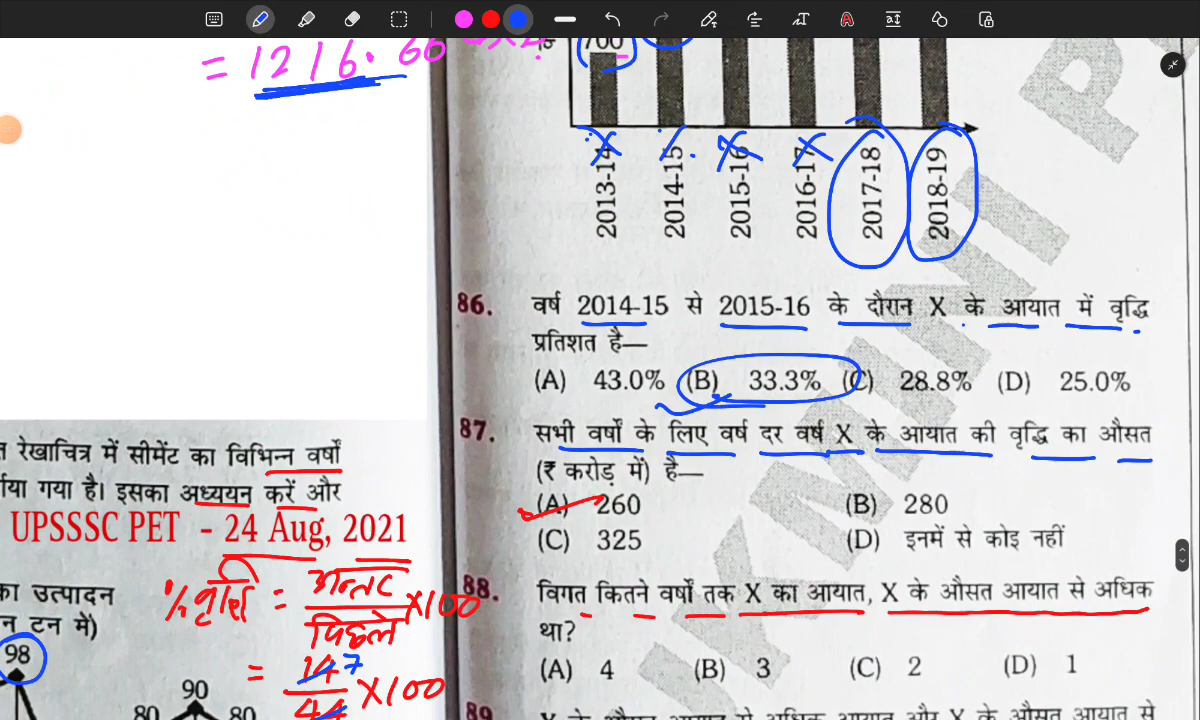 = 1216.66
700
2013-14
2014-15
2015-16
2016-17
2017-18
2018-19
86. वर्ष 2014-15 से 2015-16 के दौरान X के आयात में वृद्धि
प्रतिशत है—
(A) 43.0% (B) 33.3% (C) 28.8% (D) 25.0%
87. सभी वर्षों के लिए वर्ष दर वर्ष X के आयात की वृद्धि का औसत
(₹ करोड़ में) है—
(A) 260 (B) 280
(C) 325 (D) इनमें से कोइ नहीं
88. विगत कितने वर्षों तक X का आयात, X के औसत आयात से अधिक
था?
(A) 4 (B) 3 (C) 2 (D) 1
89
रेखाचित्र में सीमेंट का विभिन्न वर्षों
गया है। इसका अध्ययन करें और
UPSSSC PET - 24 Aug, 2021
का उत्पादन
न टन में)
98
90
80 80
% वृद्धि = अन्तर / पिछले ×100
= 14 7 / 44 ×100